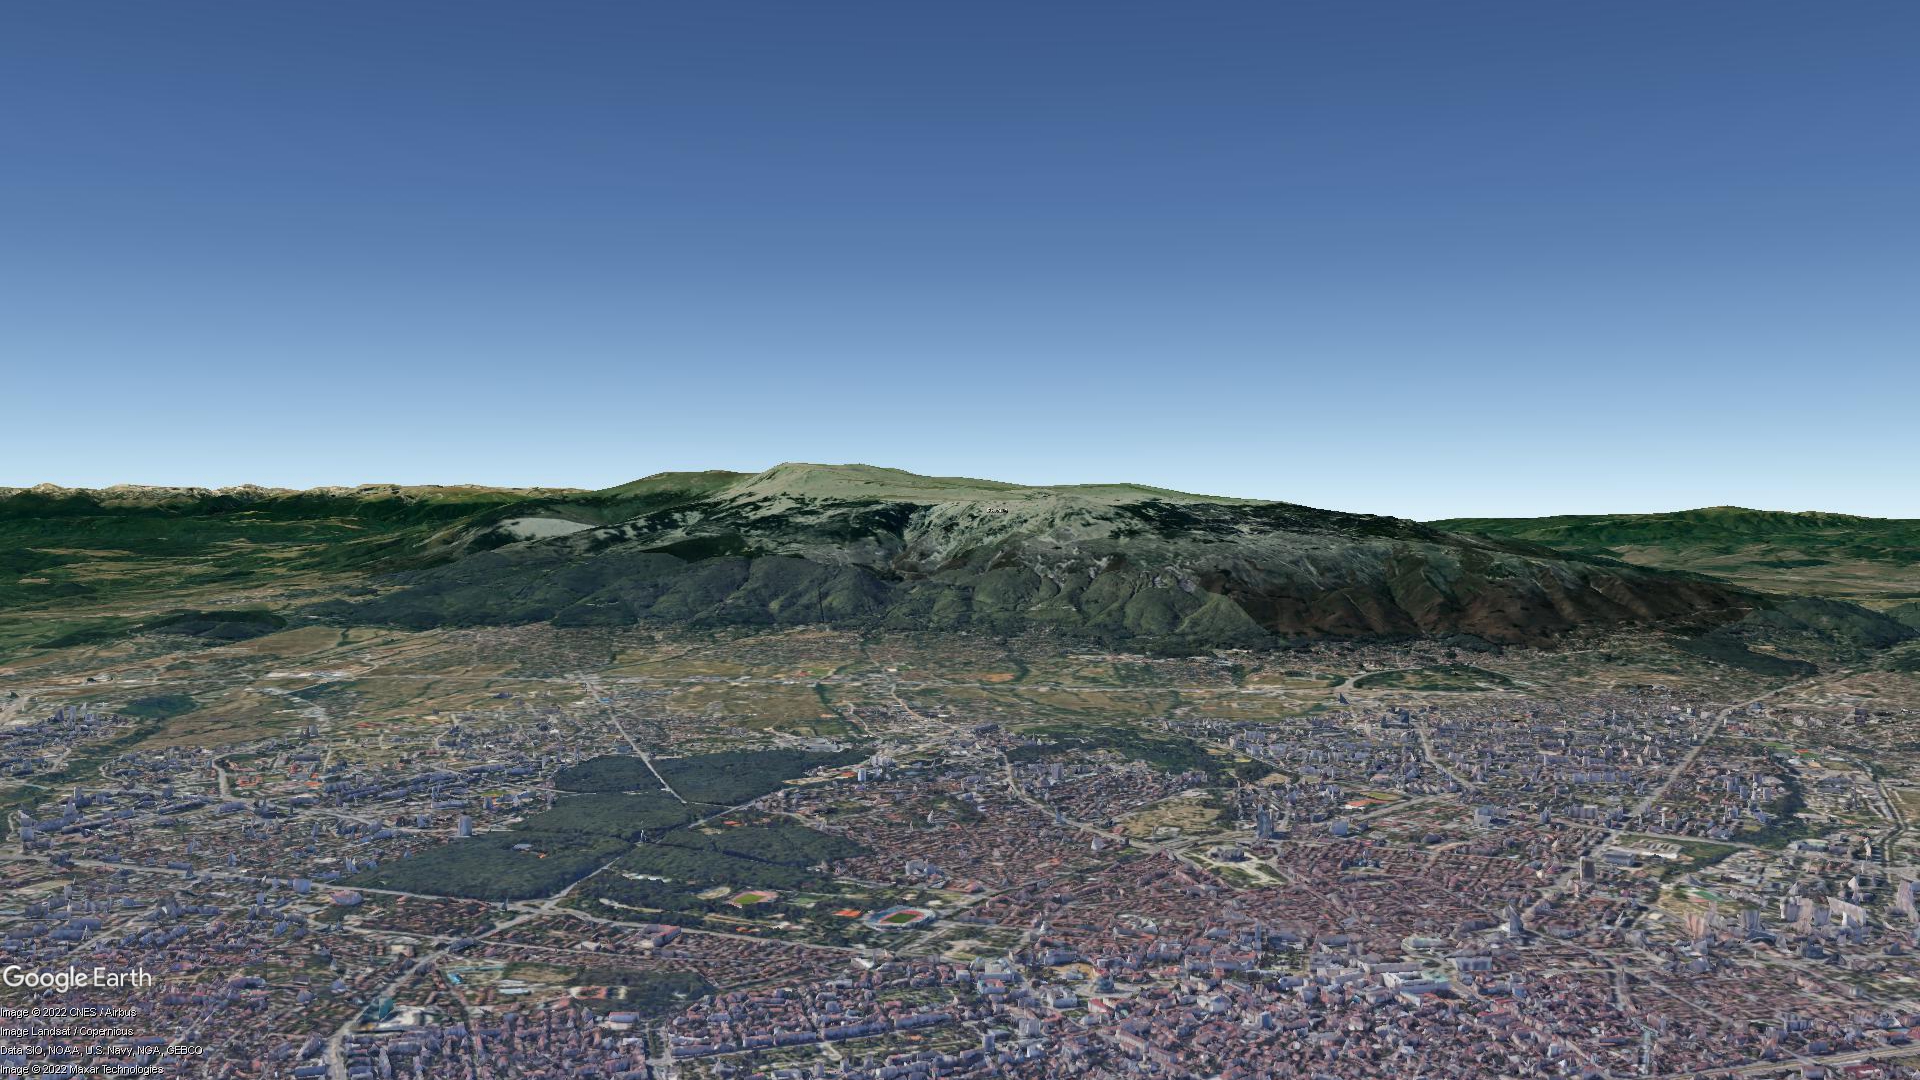 Google Earth
Image © 2022 CNES / Airbus
Image Landsat / Copernicus
Data SIO, NOAA, U.S. Navy, NGA, GEBCO
Image © 2022 Maxar Technologies